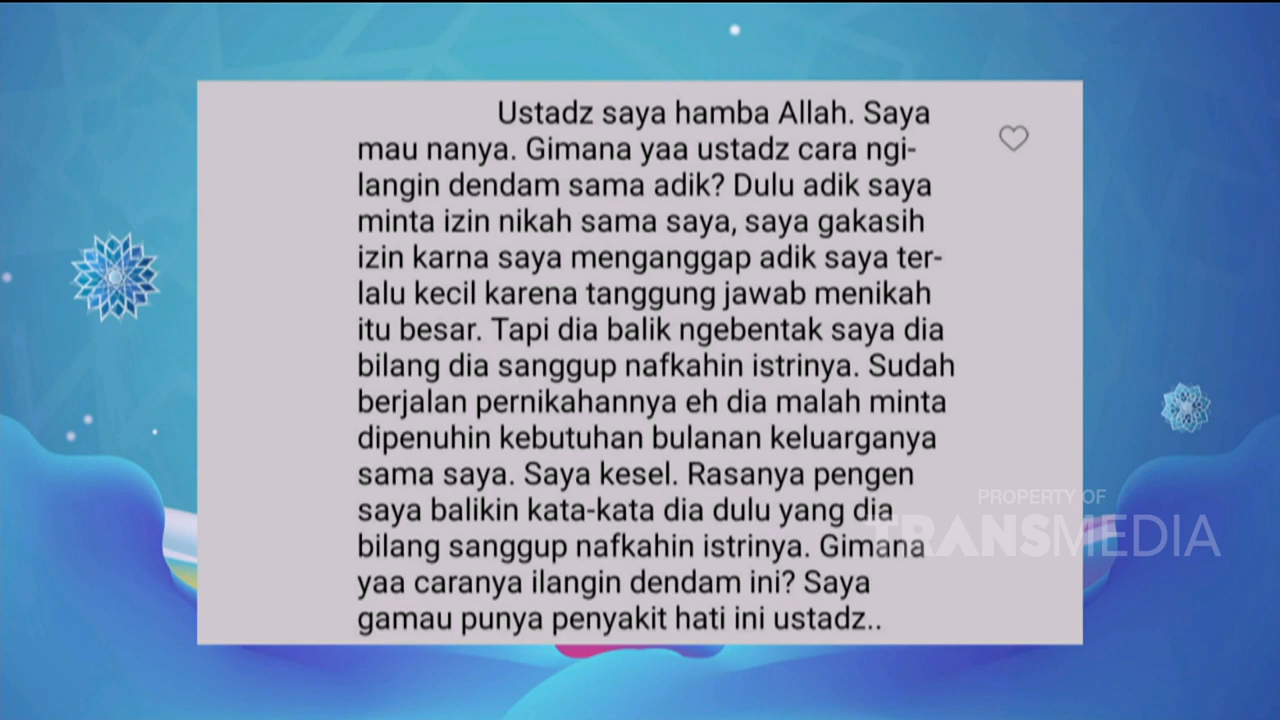 Ustadz saya hamba Allah. Saya
mau nanya. Gimana yaa ustadz cara ngi-
langin dendam sama adik? Dulu adik saya
minta izin nikah sama saya, saya gakasih
izin karna saya menganggap adik saya ter-
lalu kecil karena tanggung jawab menikah
itu besar. Tapi dia balik ngebentak saya dia
bilang dia sanggup nafkahin istrinya. Sudah
berjalan pernikahannya eh dia malah minta
dipenuhin kebutuhan bulanan keluarganya
sama saya. Saya kesel. Rasanya pengen
saya balikin kata-kata dia dulu yang dia
bilang sanggup nafkahin istrinya. Gimana
yaa caranya ilangin dendam ini? Saya
gamau punya penyakit hati ini ustadz..
PROPERTY OF
TRANSMEDIA